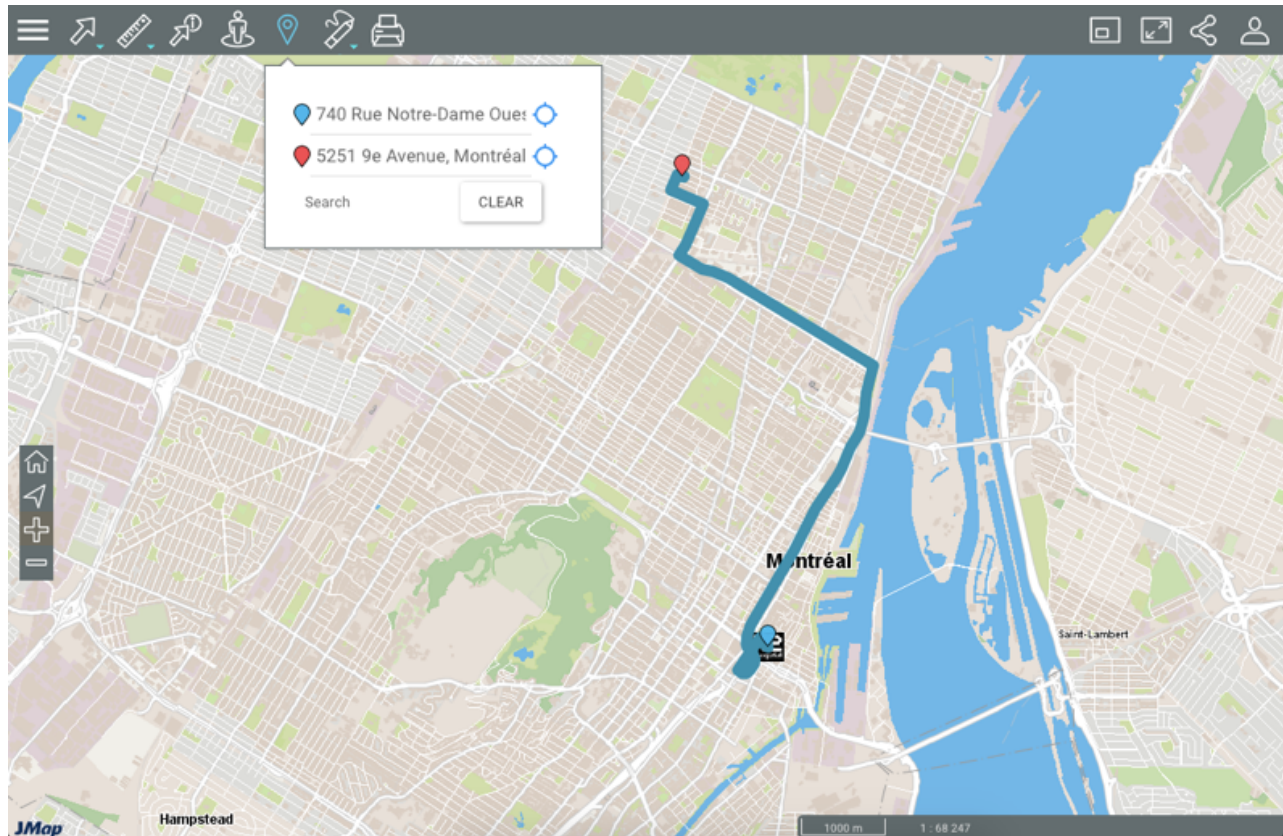 740 Rue Notre-Dame Oues
5251 9e Avenue, Montréal
Search
CLEAR
Montréal
Saint-Lambert
Hampstead
JMap
1000 m
1 : 68 247